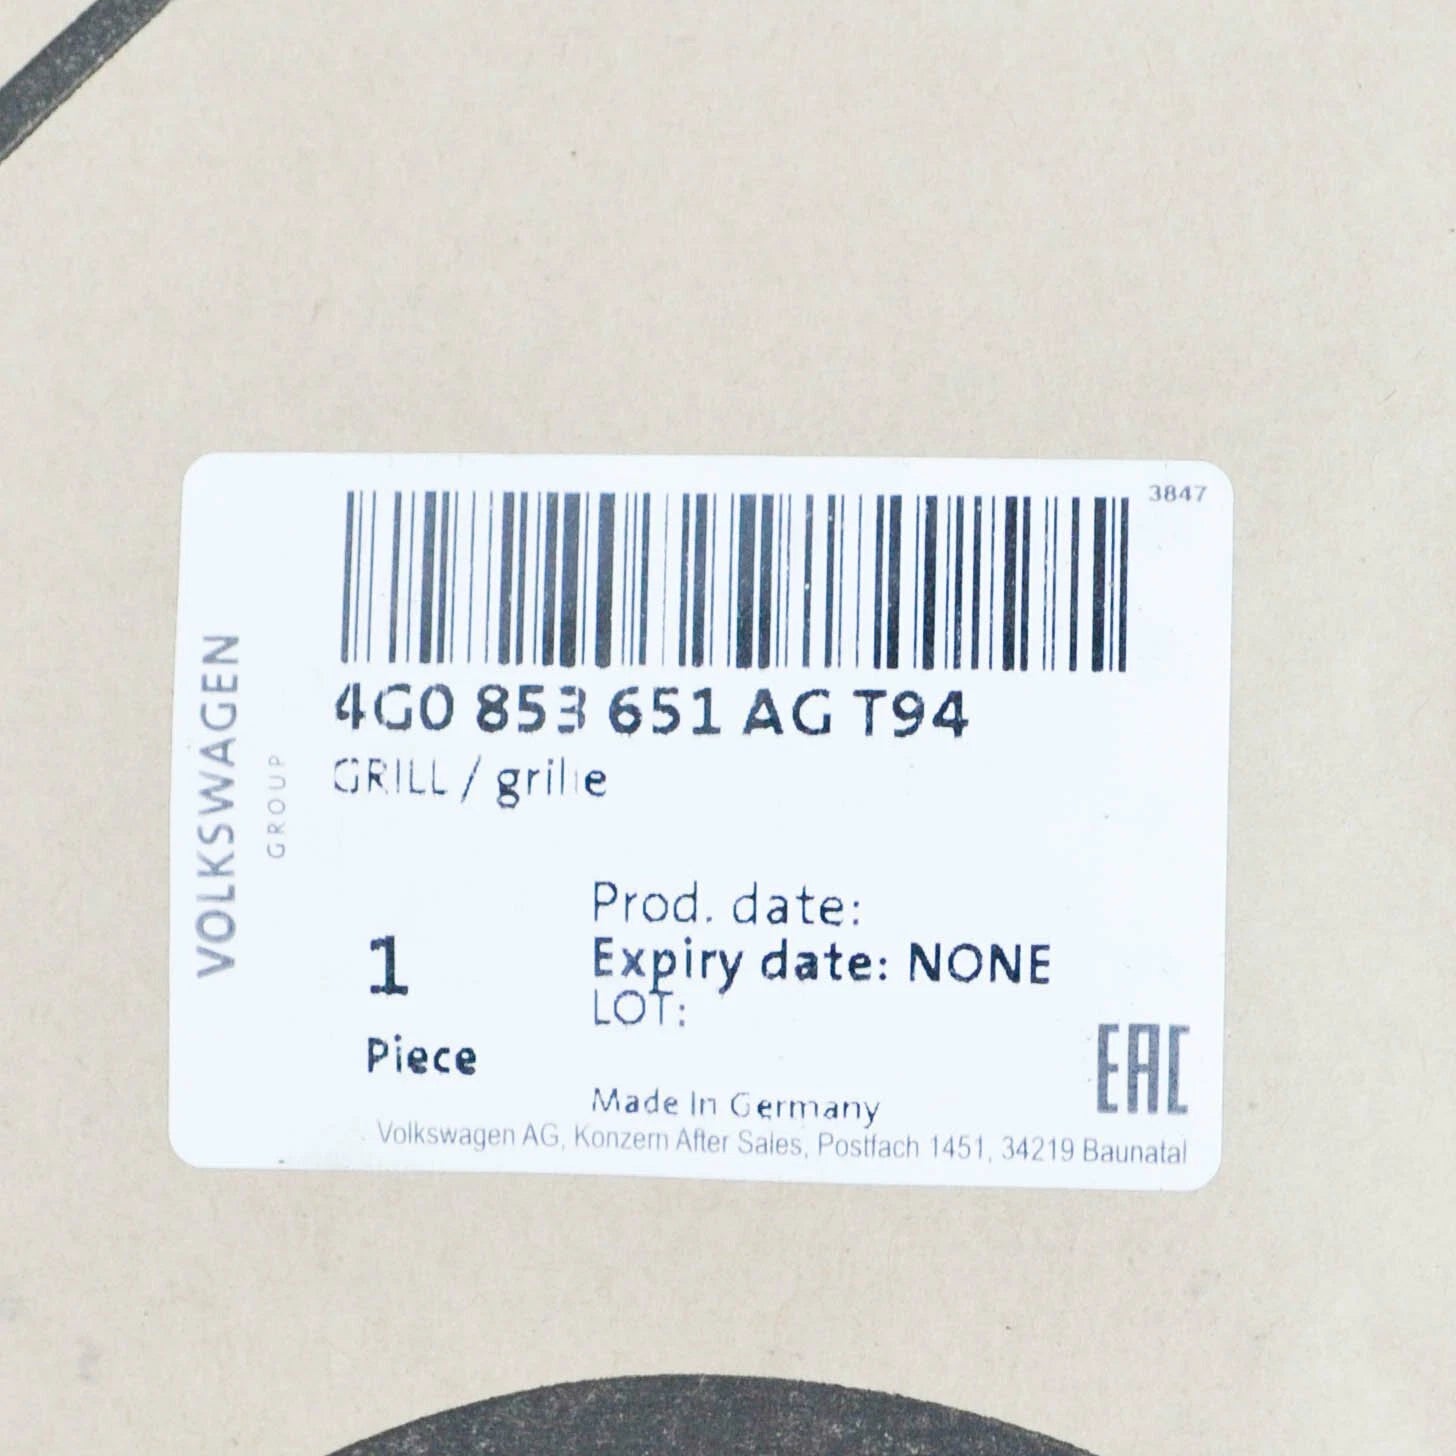 3847
VOLKSWAGEN
GROUP
4G0 853 651 AG T94
GRILL / grille
1
Piece
Prod. date:
Expiry date: NONE
LOT:
Made In Germany
EAC
Volkswagen AG, Konzern After Sales, Postfach 1451, 34219 Baunatal